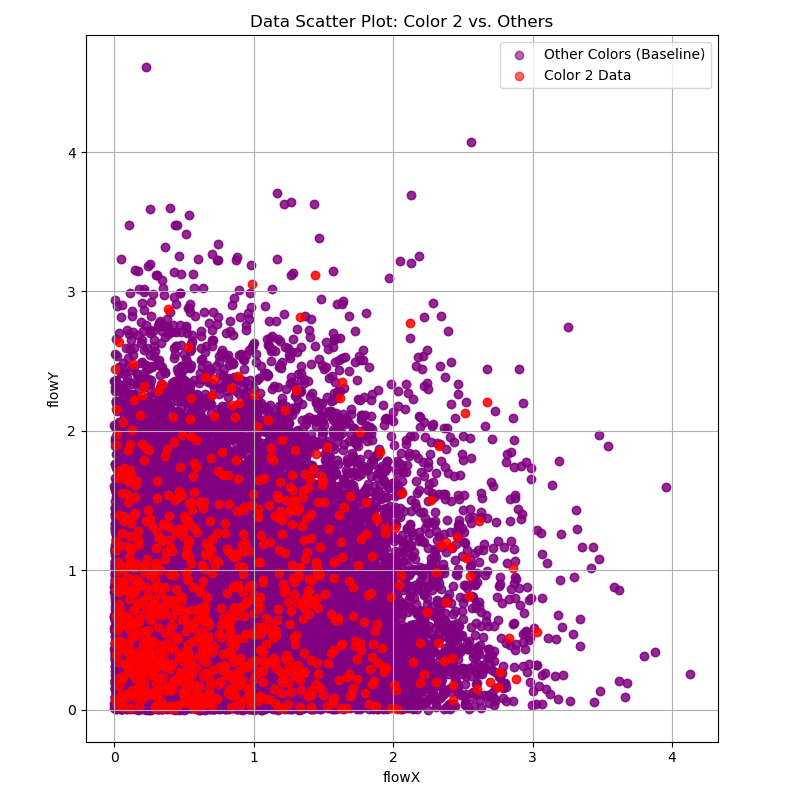 Data Scatter Plot: Color 2 vs. Others
Other Colors (Baseline)
Color 2 Data
4
3
2
1
0
flowY
0 1 2 3 4
flowX